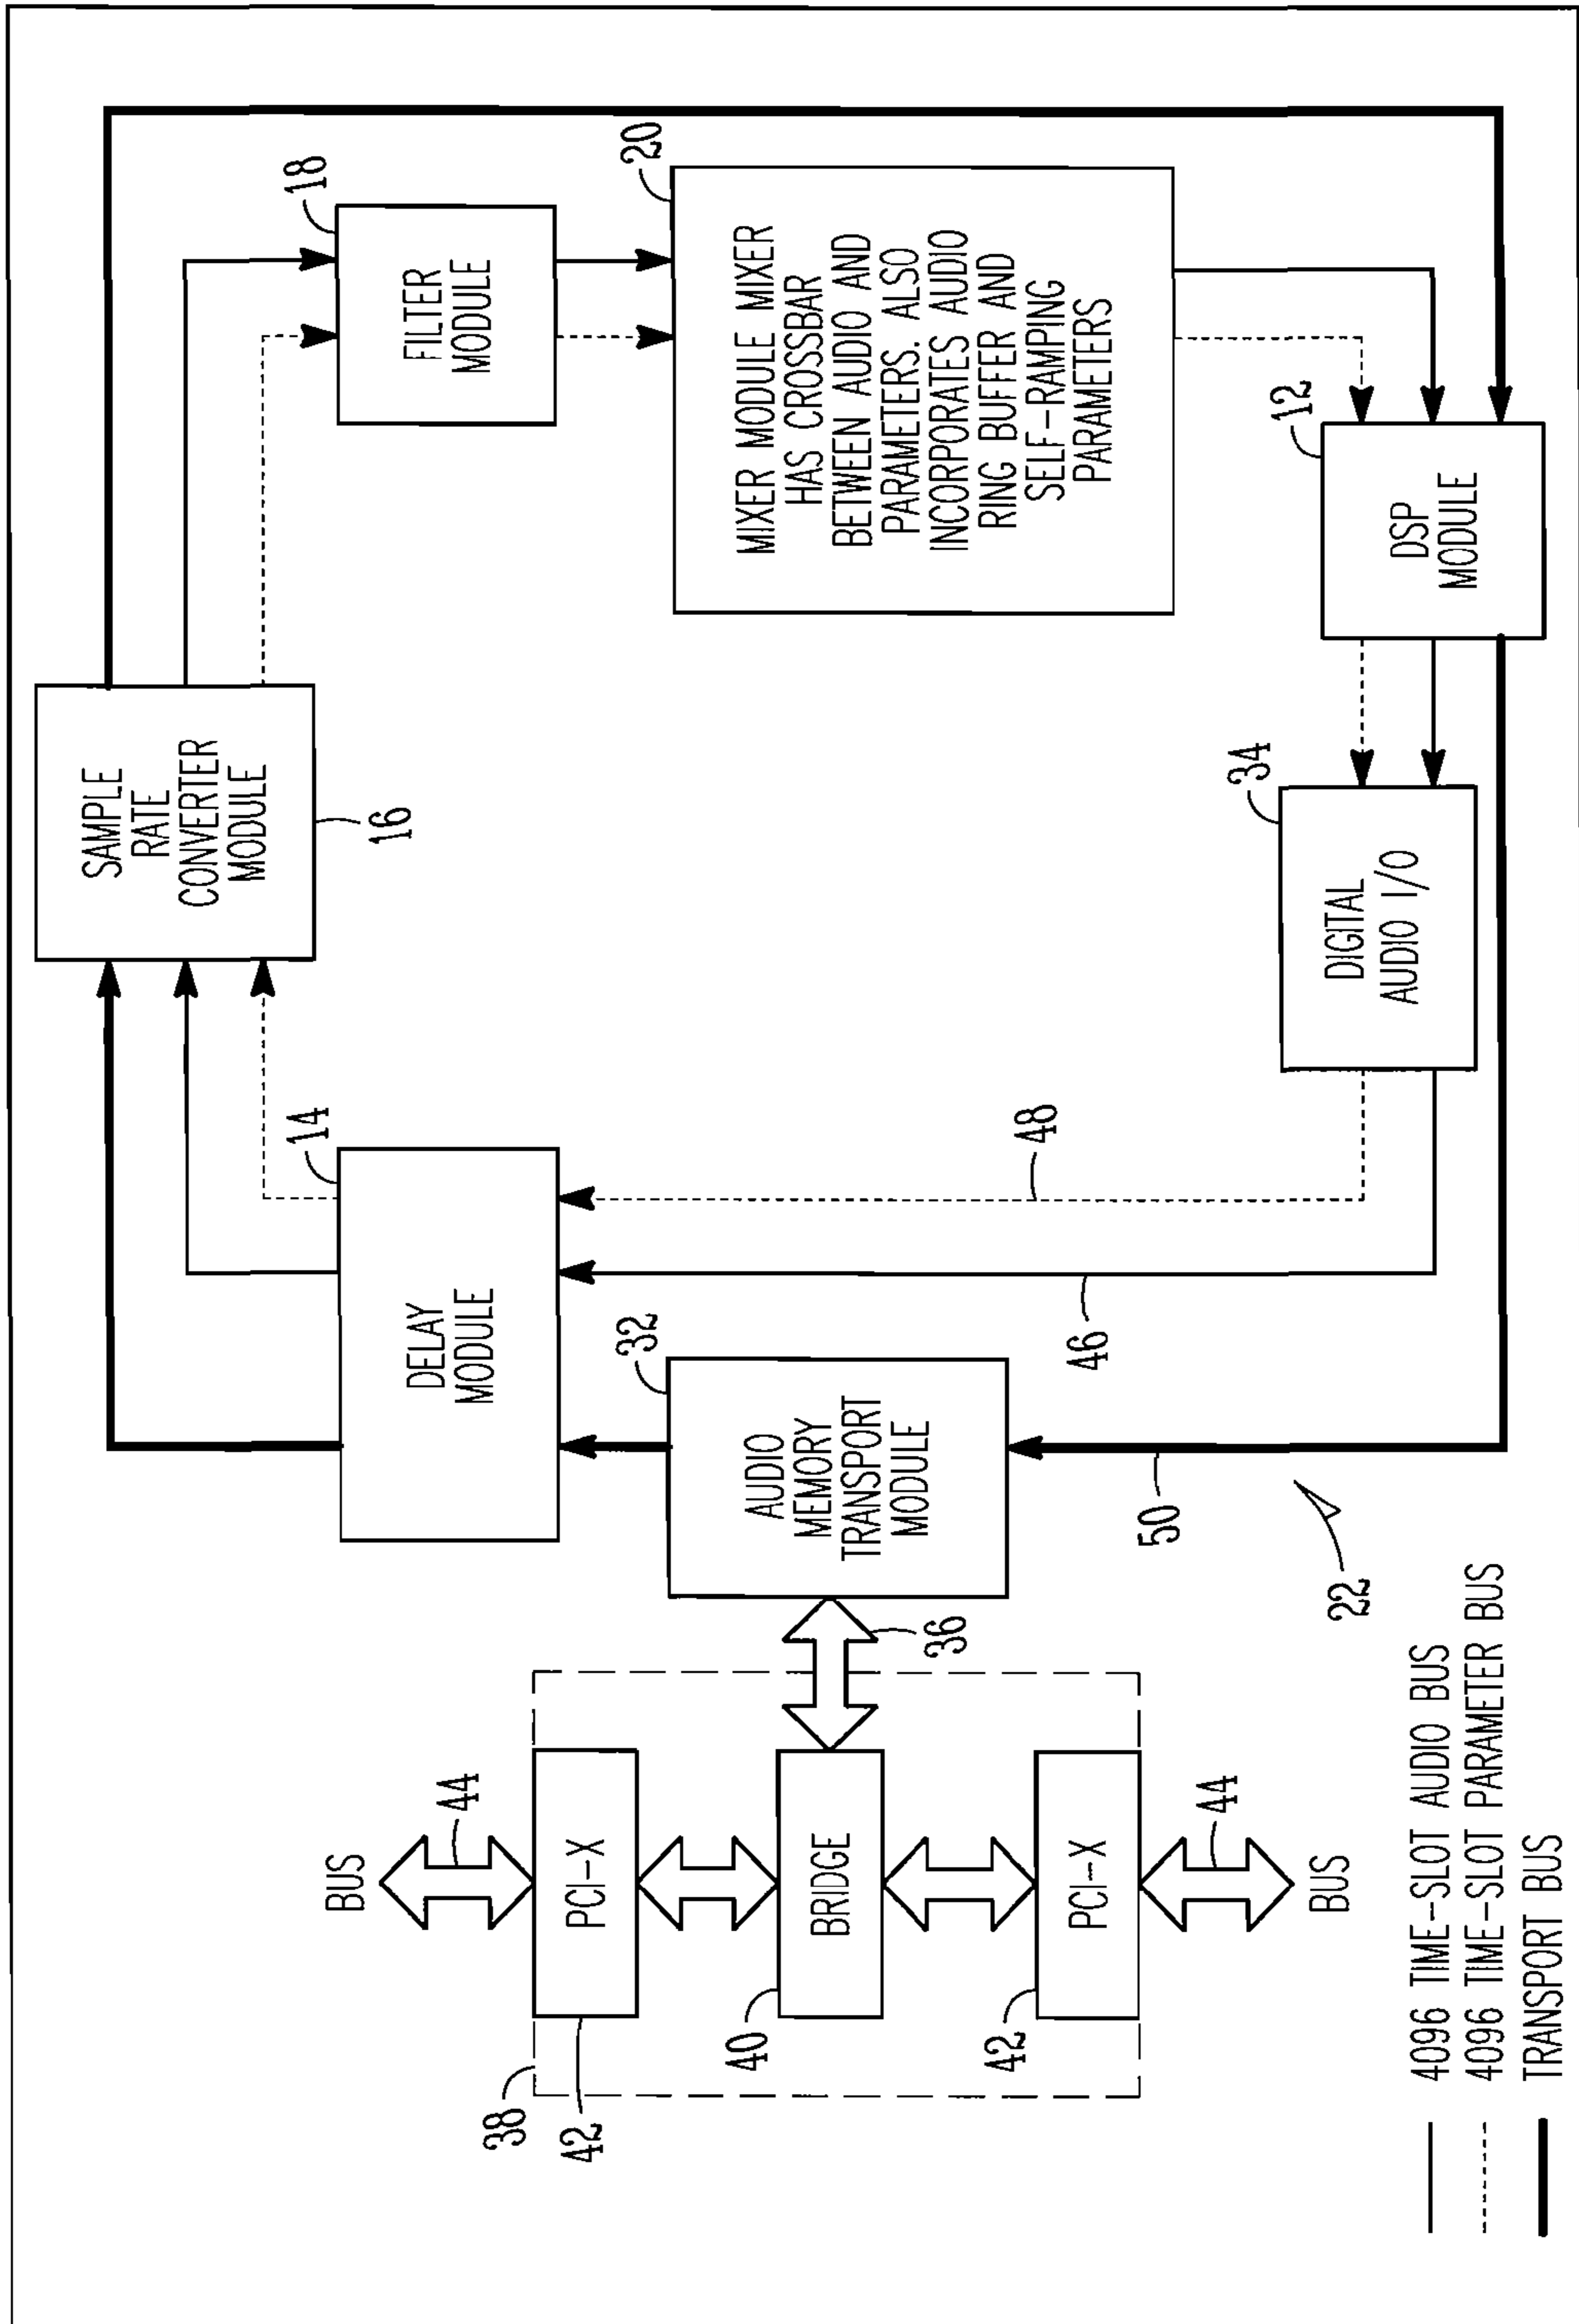 SAMPLE
RATE
CONVERTER
MODULE
16
18
FILTER
MODULE
20
MIXER MODULE MIXER
HAS CROSSBAR
BETWEEN AUDIO AND
PARAMETERS. ALSO
INCORPORATES AUDIO
RING BUFFER AND
SELF-RAMPING
PARAMETERS
12
DSP
MODULE
34
DIGITAL
AUDIO I/O
14
DELAY
MODULE
48
46
32
AUDIO
MEMORY
TRANSPORT
MODULE
50
22
36
BUS
44
PCI-X
42
38
BRIDGE
40
PCI-X
42
44
BUS
4096 TIME-SLOT AUDIO BUS
4096 TIME-SLOT PARAMETER BUS
TRANSPORT BUS